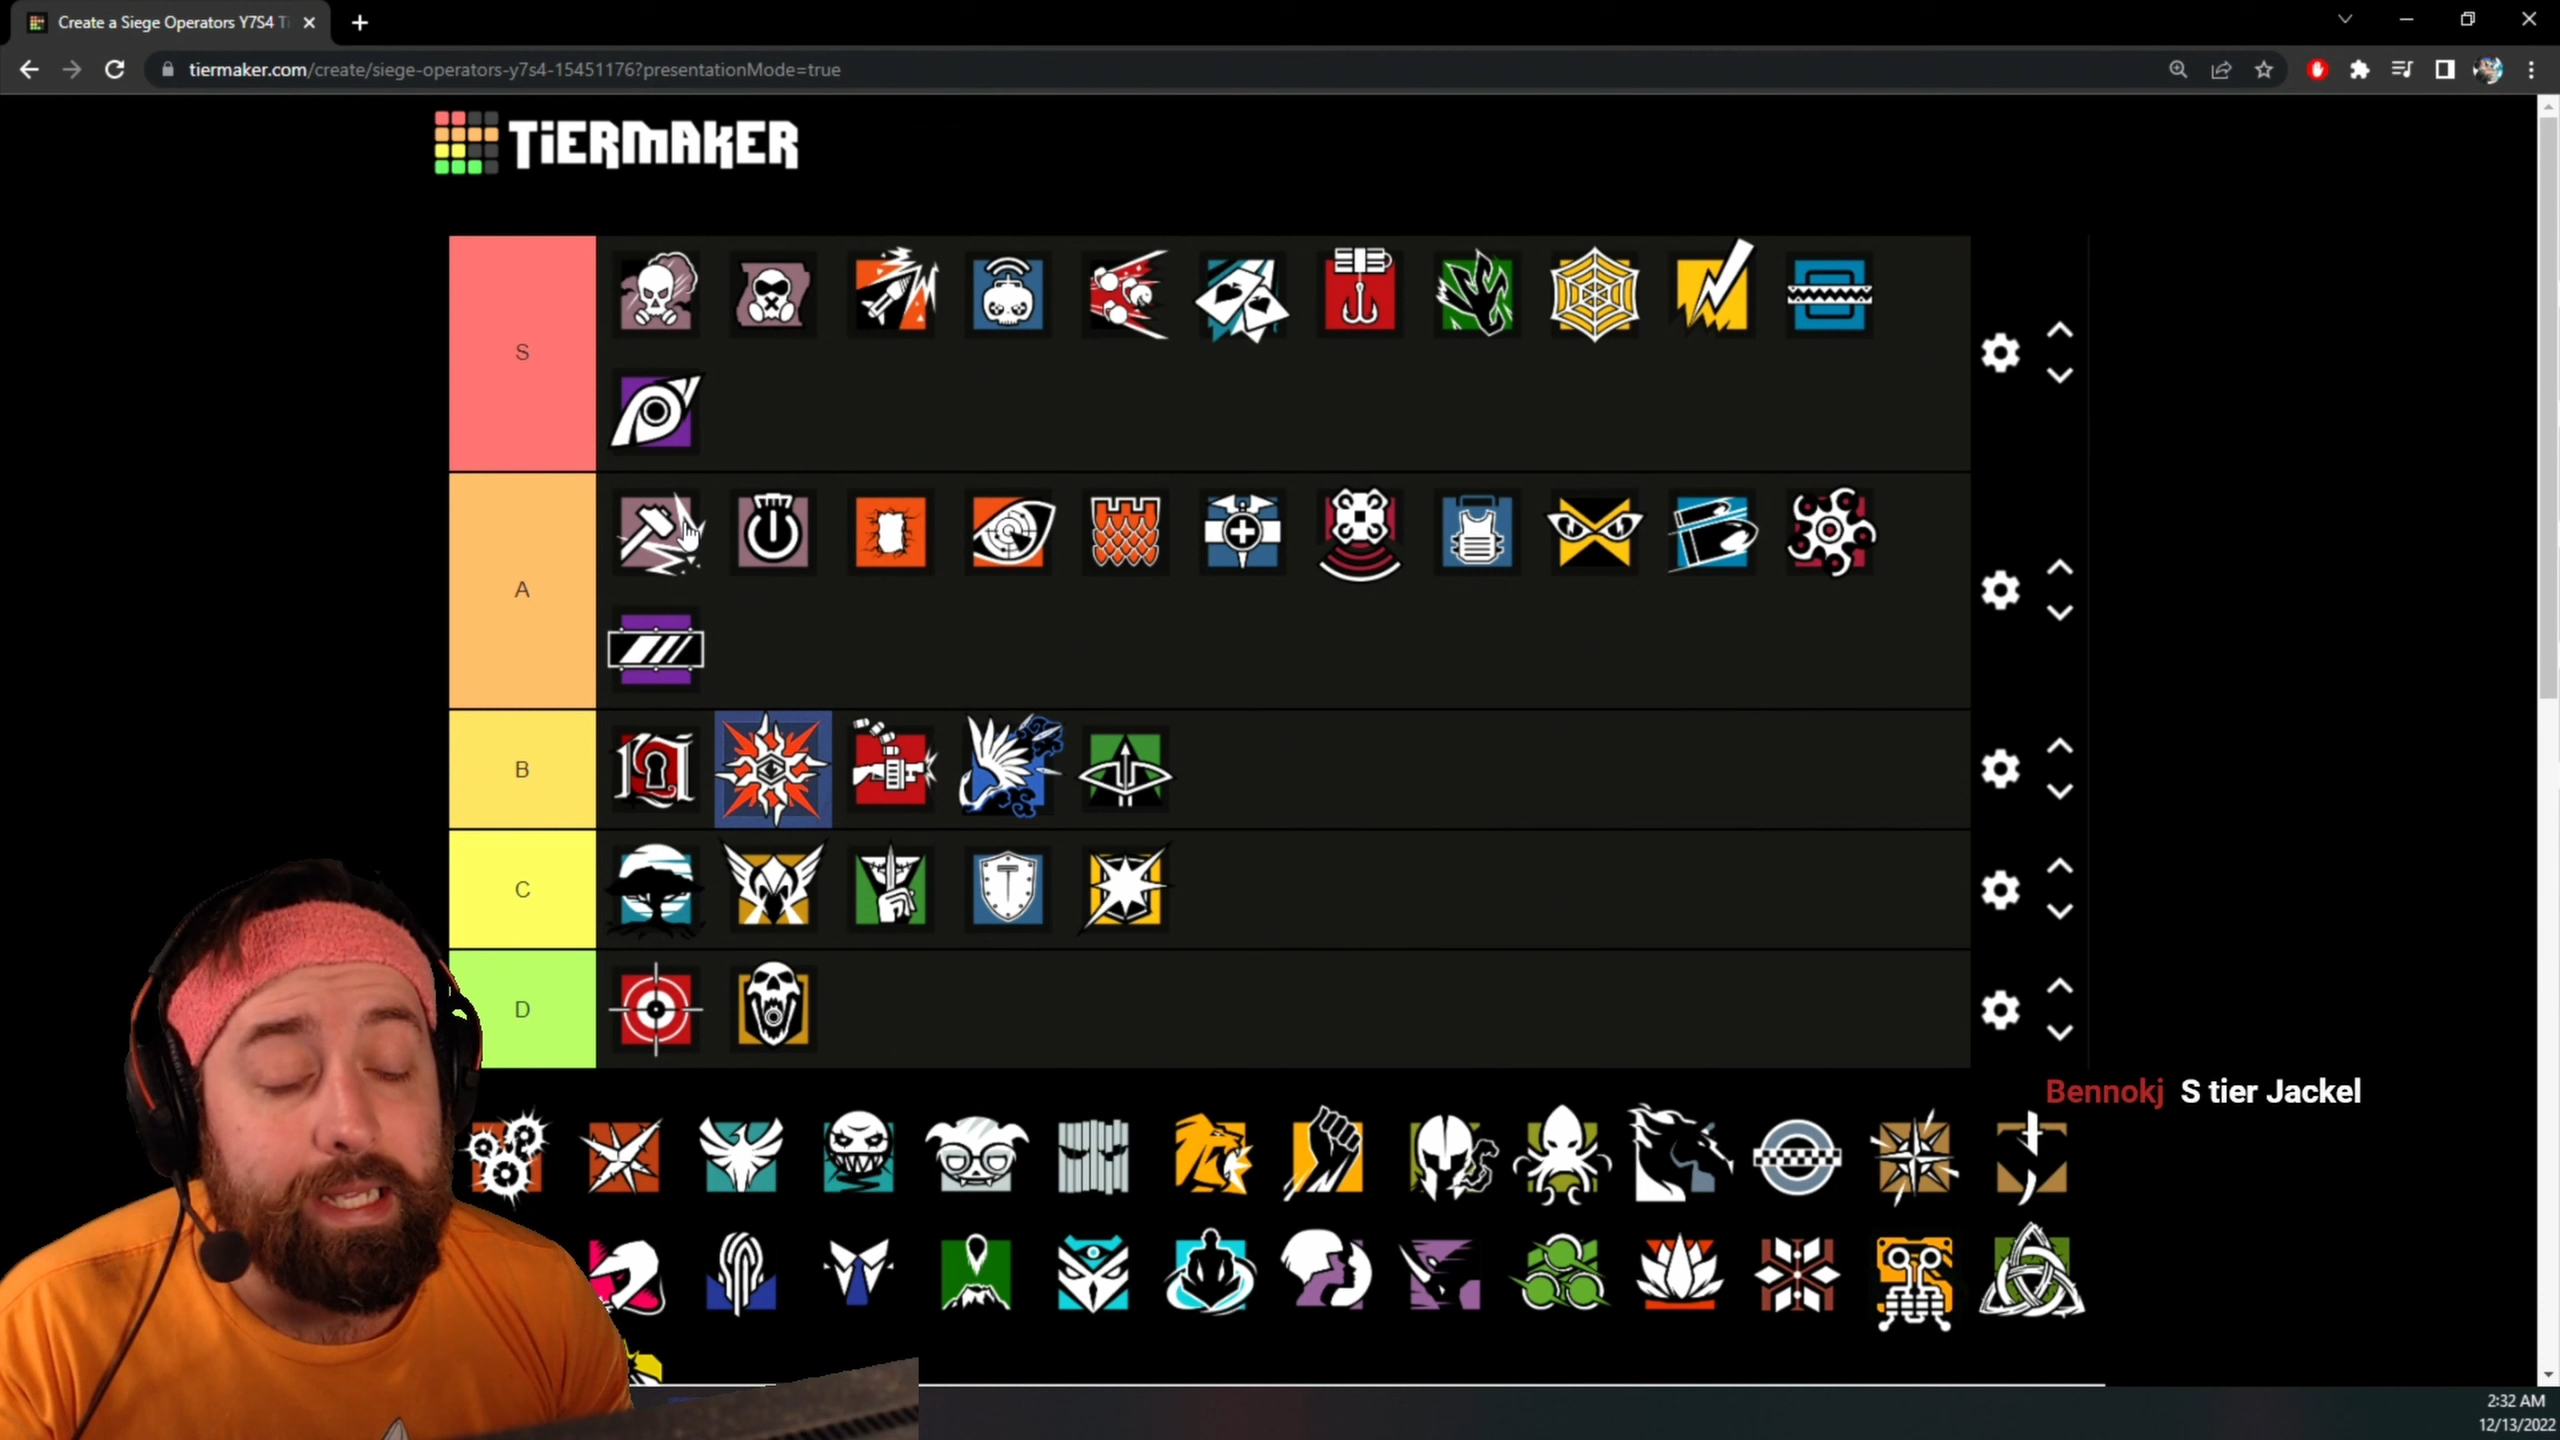 Create a Siege Operators Y7S4 Ti
tiermaker.com/create/siege-operators-y7s4-15451176?presentationMode=true
TiERMAKER
S
A
B
C
D
Bennokj S tier Jackel
2:32 AM
12/13/2022